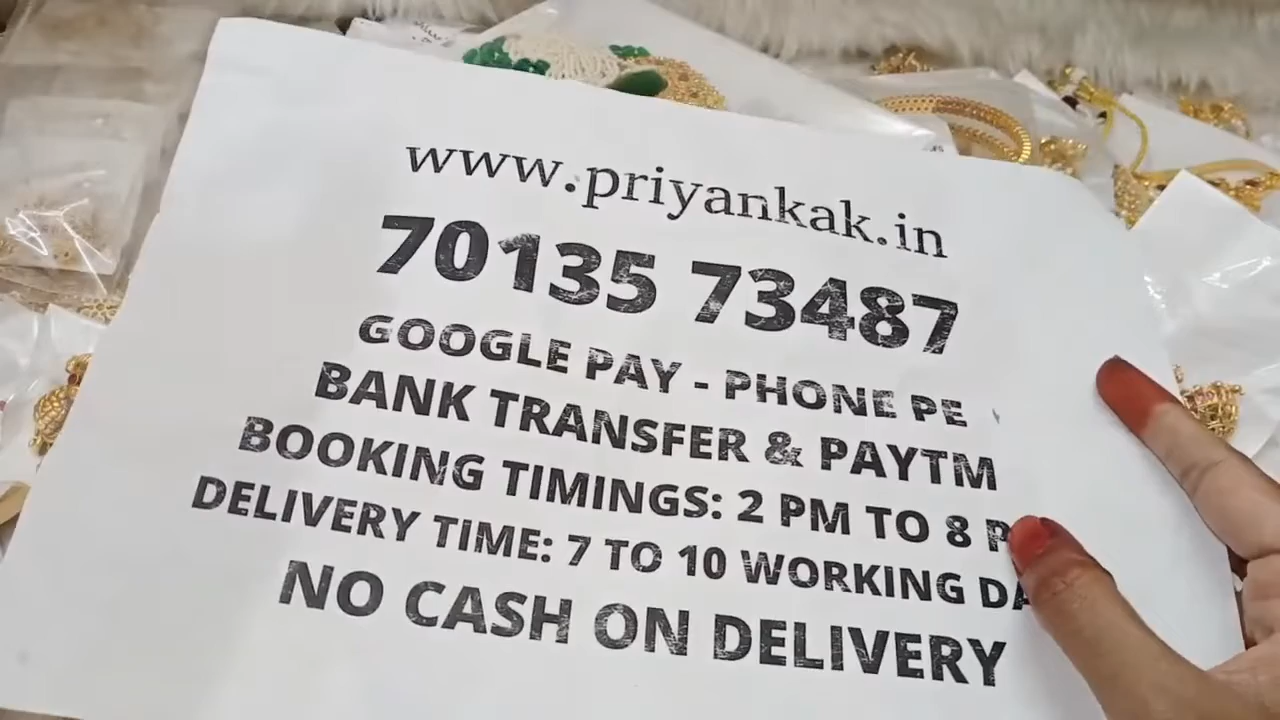 www.priyankak.in
70135 73487
GOOGLE PAY - PHONE PE
BANK TRANSFER & PAYTM
BOOKING TIMINGS: 2 PM TO 8
DELIVERY TIME: 7 TO 10 WORKING
NO CASH ON DELIVERY